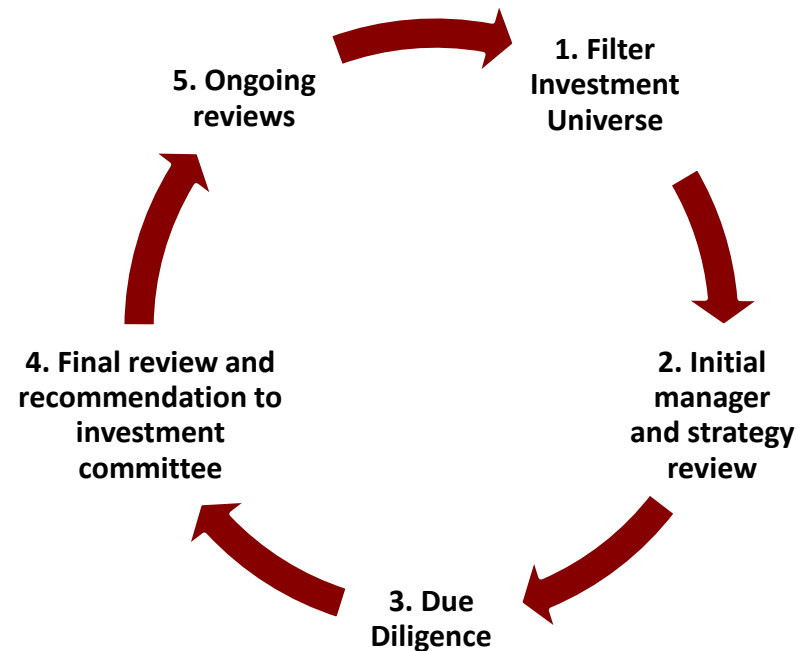 1. Filter
Investment
Universe
2. Initial
manager
and strategy
review
3. Due
Diligence
4. Final review and
recommendation to
investment
committee
5. Ongoing
reviews